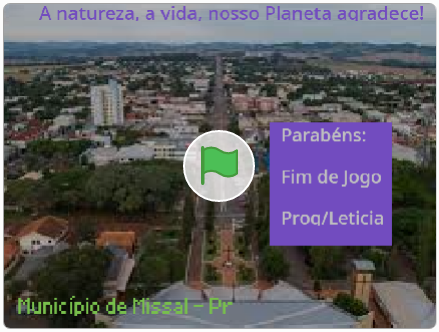 A natureza, a vida, nosso Planeta agradece!
Parabéns:
Fim de Jogo
Prog/Leticia
Município de Missal - Pr